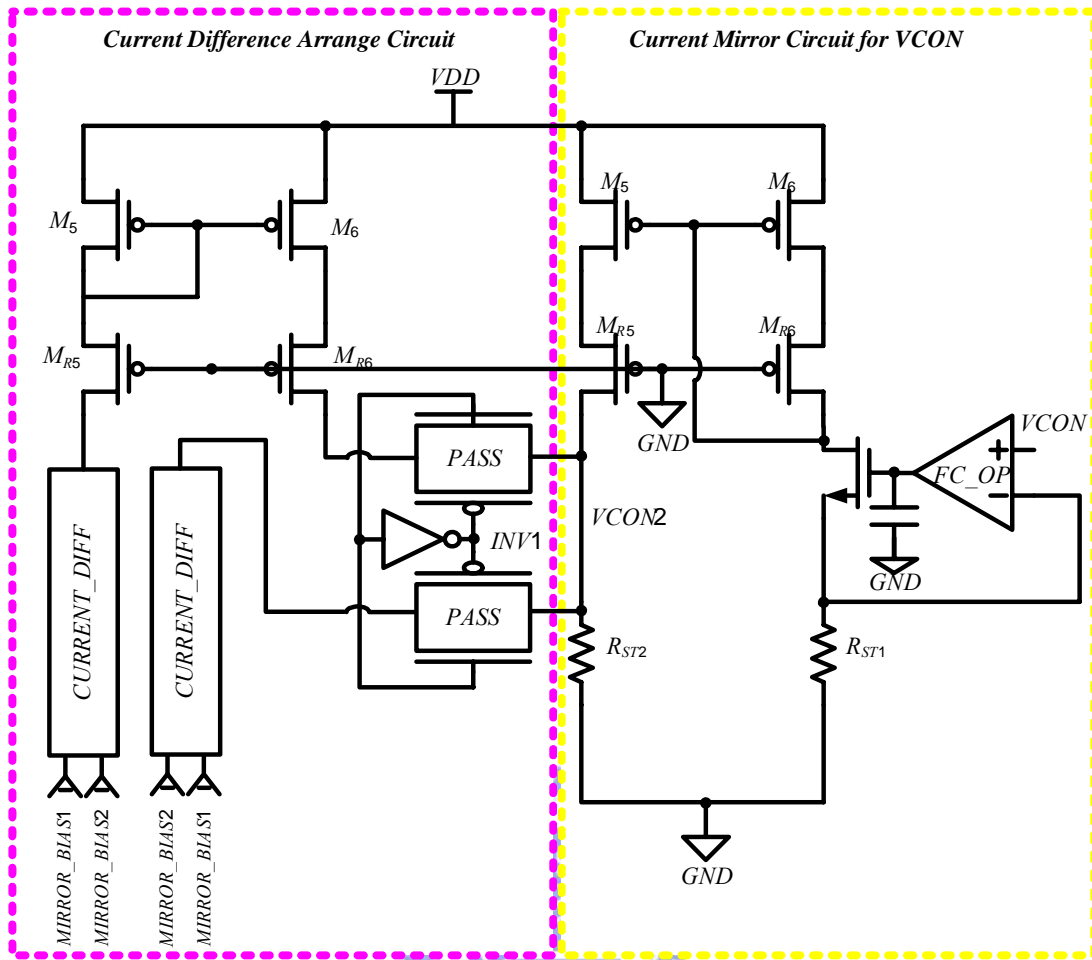 Current Difference Arrange Circuit
Current Mirror Circuit for VCON
VDD
M5
M6
M5
M6
MR5
MR6
MR5
MR6
GND
PASS
VCON
FC_OP
VCON2
INV1
GND
PASS
RST2
RST1
CURRENT_DIFF
CURRENT_DIFF
GND
MIRROR_BIAS1
MIRROR_BIAS2
MIRROR_BIAS2
MIRROR_BIAS1